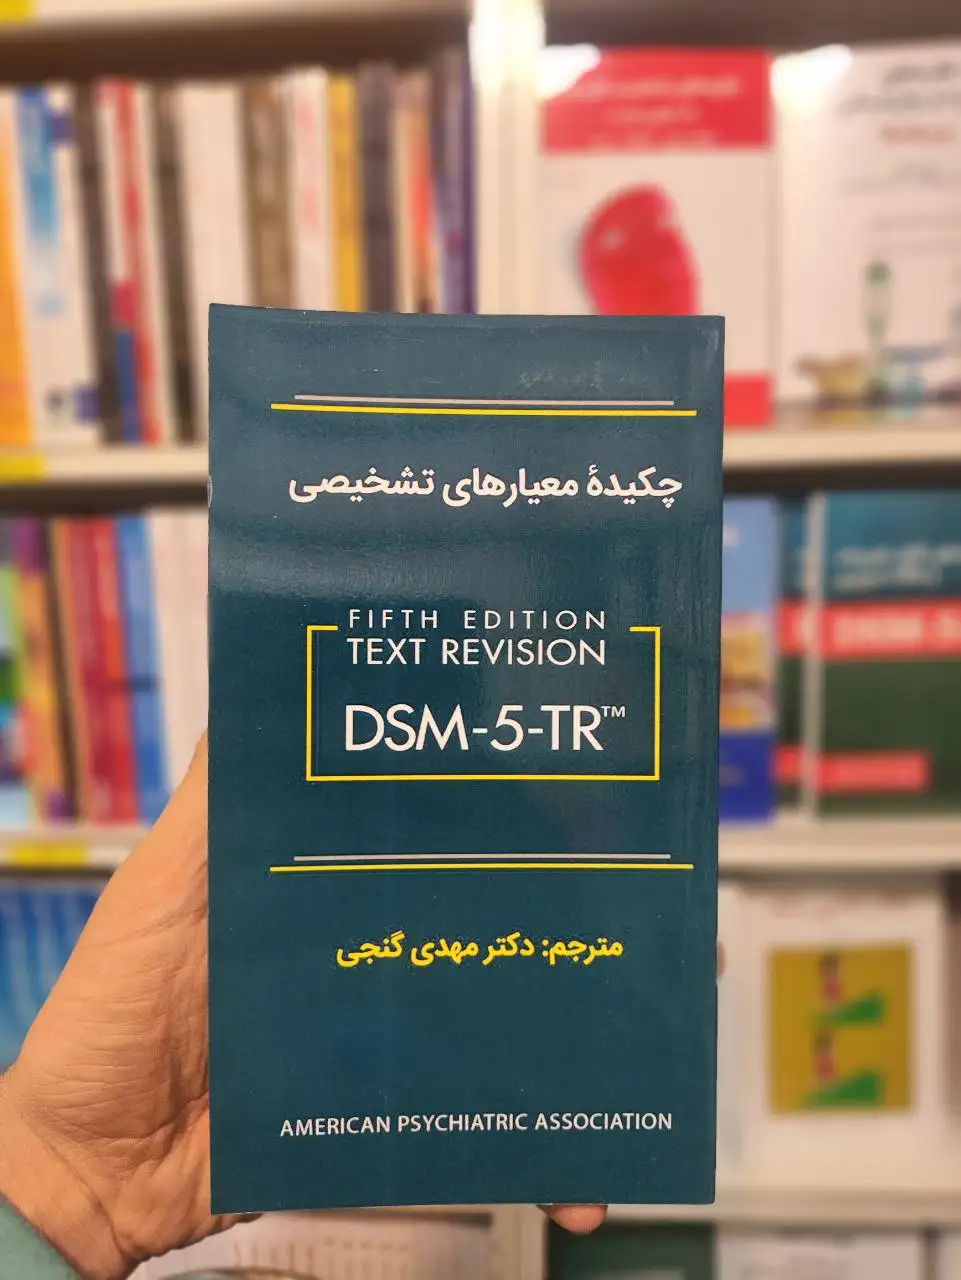 چکیدهٔ معیارهای تشخیصی
FIFTH EDITION
TEXT REVISION
DSM-5-TR™
مترجم: دکتر مهدی گنجی
AMERICAN PSYCHIATRIC ASSOCIATION